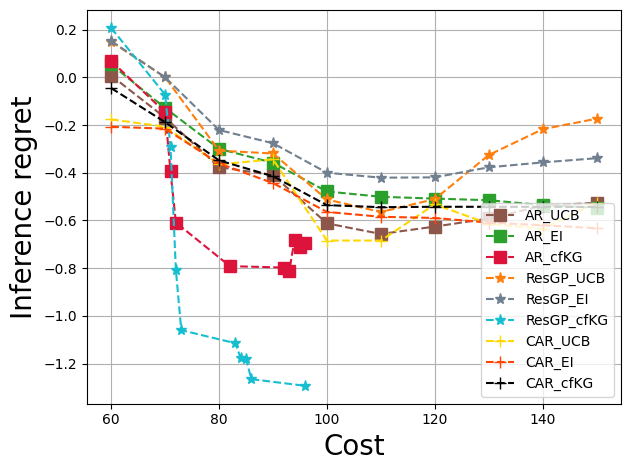 Inference regret
0.2
0.0
−0.2
−0.4
−0.6
−0.8
−1.0
−1.2
60
80
100
120
140
Cost
AR_UCB
AR_EI
AR_cfKG
ResGP_UCB
ResGP_EI
ResGP_cfKG
CAR_UCB
CAR_EI
CAR_cfKG